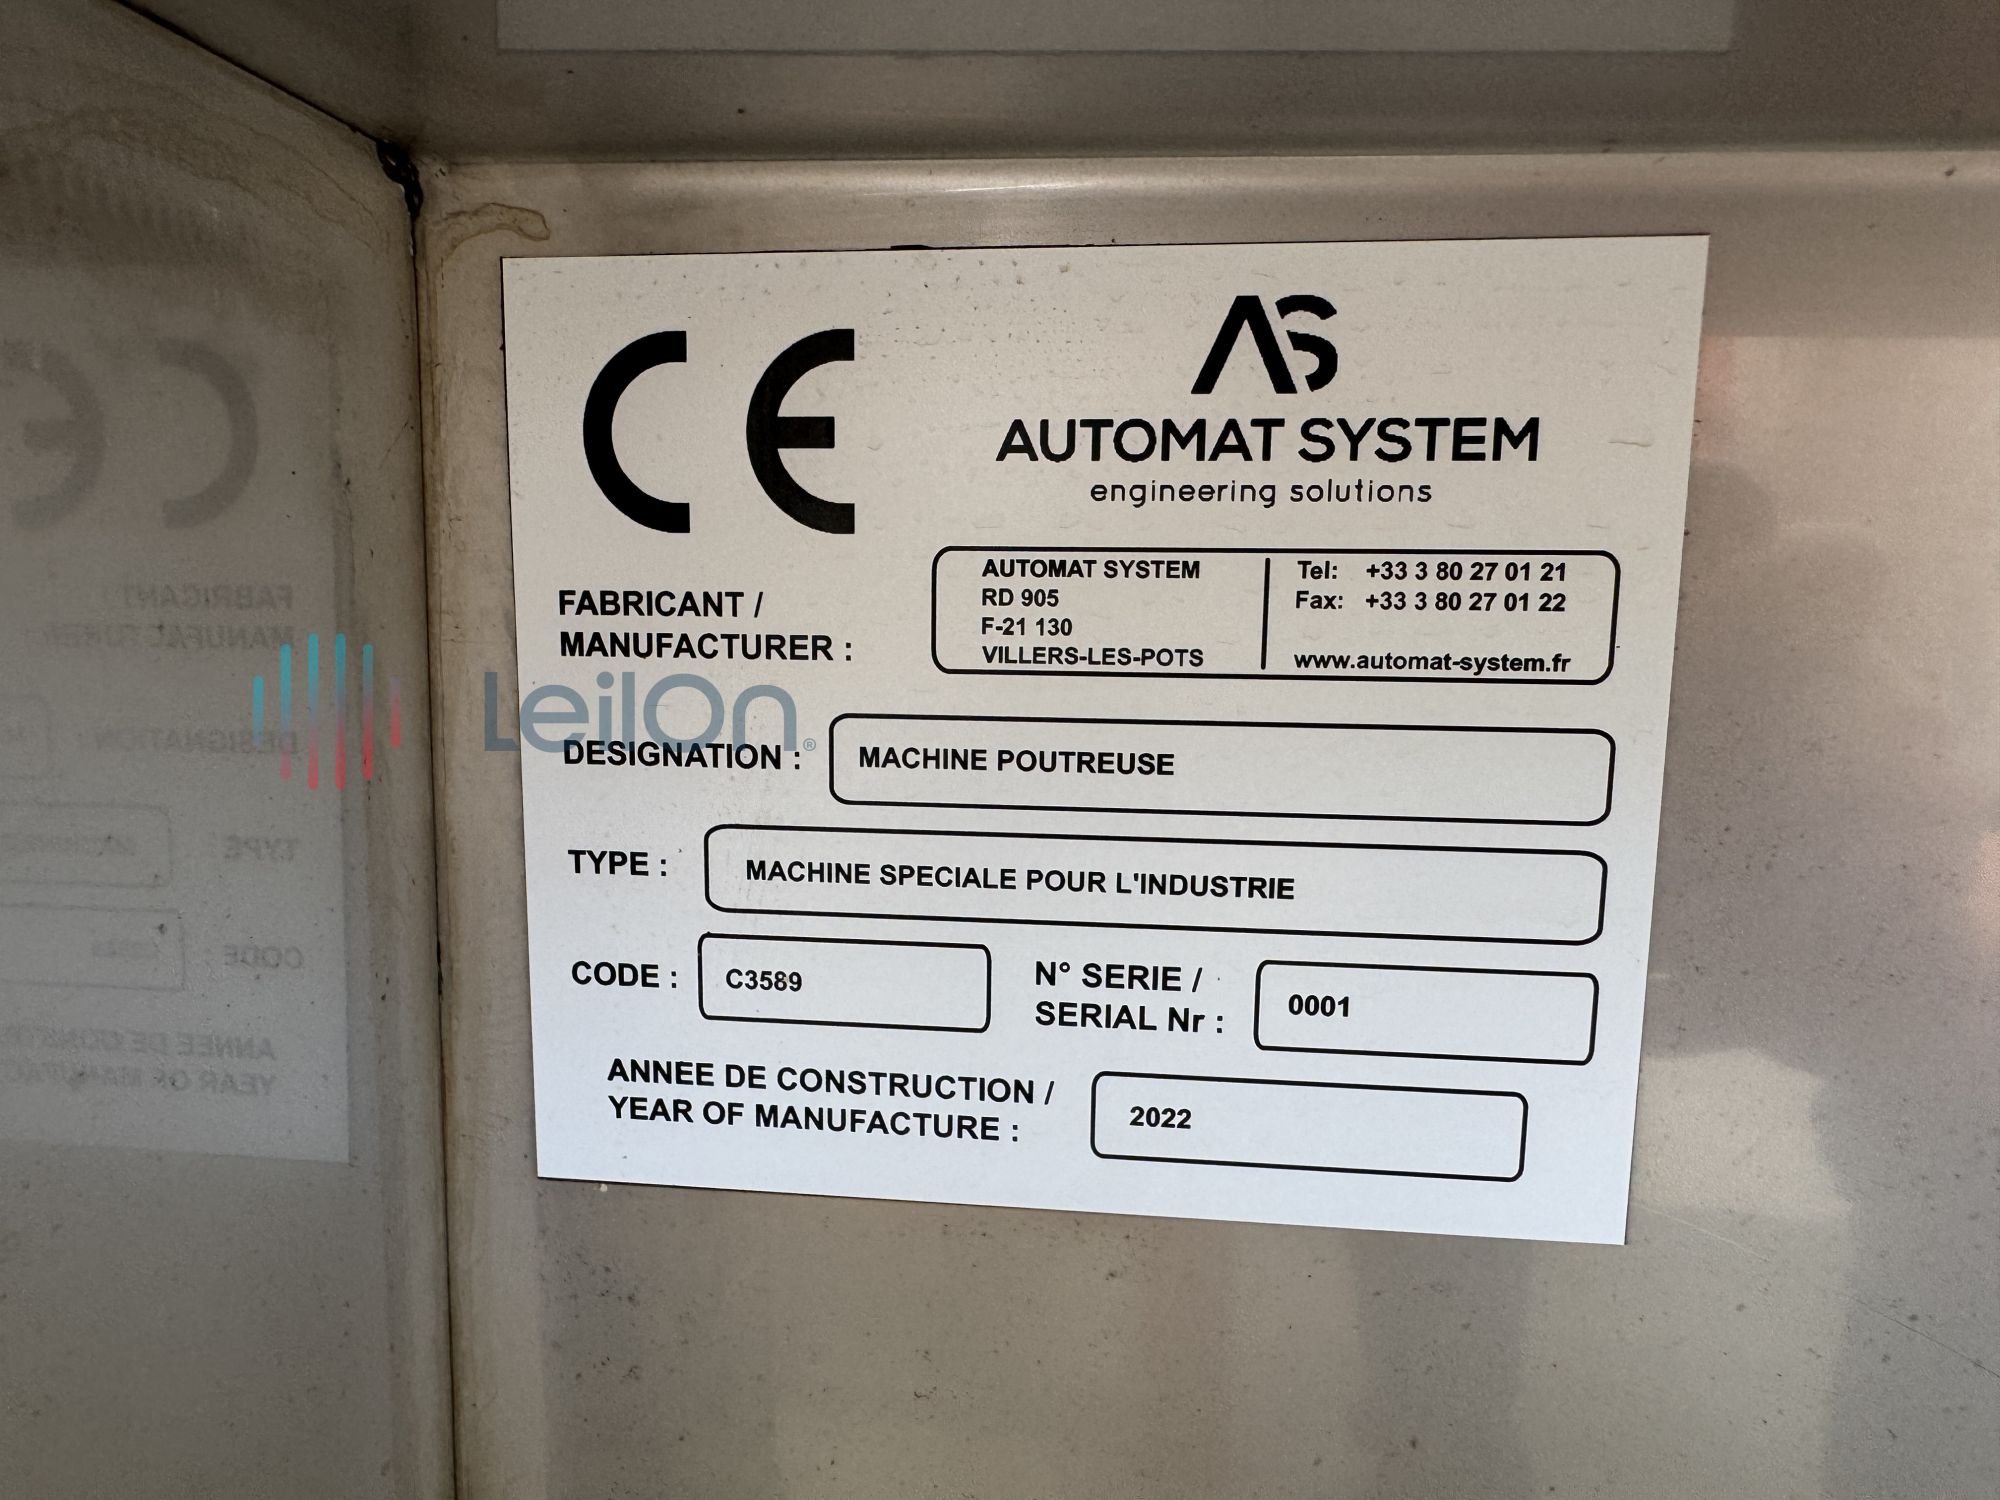 CE
AS
AUTOMAT SYSTEM
engineering solutions
FABRICANT /
MANUFACTURER :
AUTOMAT SYSTEM
RD 905
F-21 130
VILLERS-LES-POTS
Tel: +33 3 80 27 01 21
Fax: +33 3 80 27 01 22
www.automat-system.fr
LeilOn®
DESIGNATION :
MACHINE POUTREUSE
TYPE :
MACHINE SPECIALE POUR L'INDUSTRIE
CODE :
C3589
N° SERIE /
SERIAL Nr :
0001
ANNEE DE CONSTRUCTION /
YEAR OF MANUFACTURE :
2022